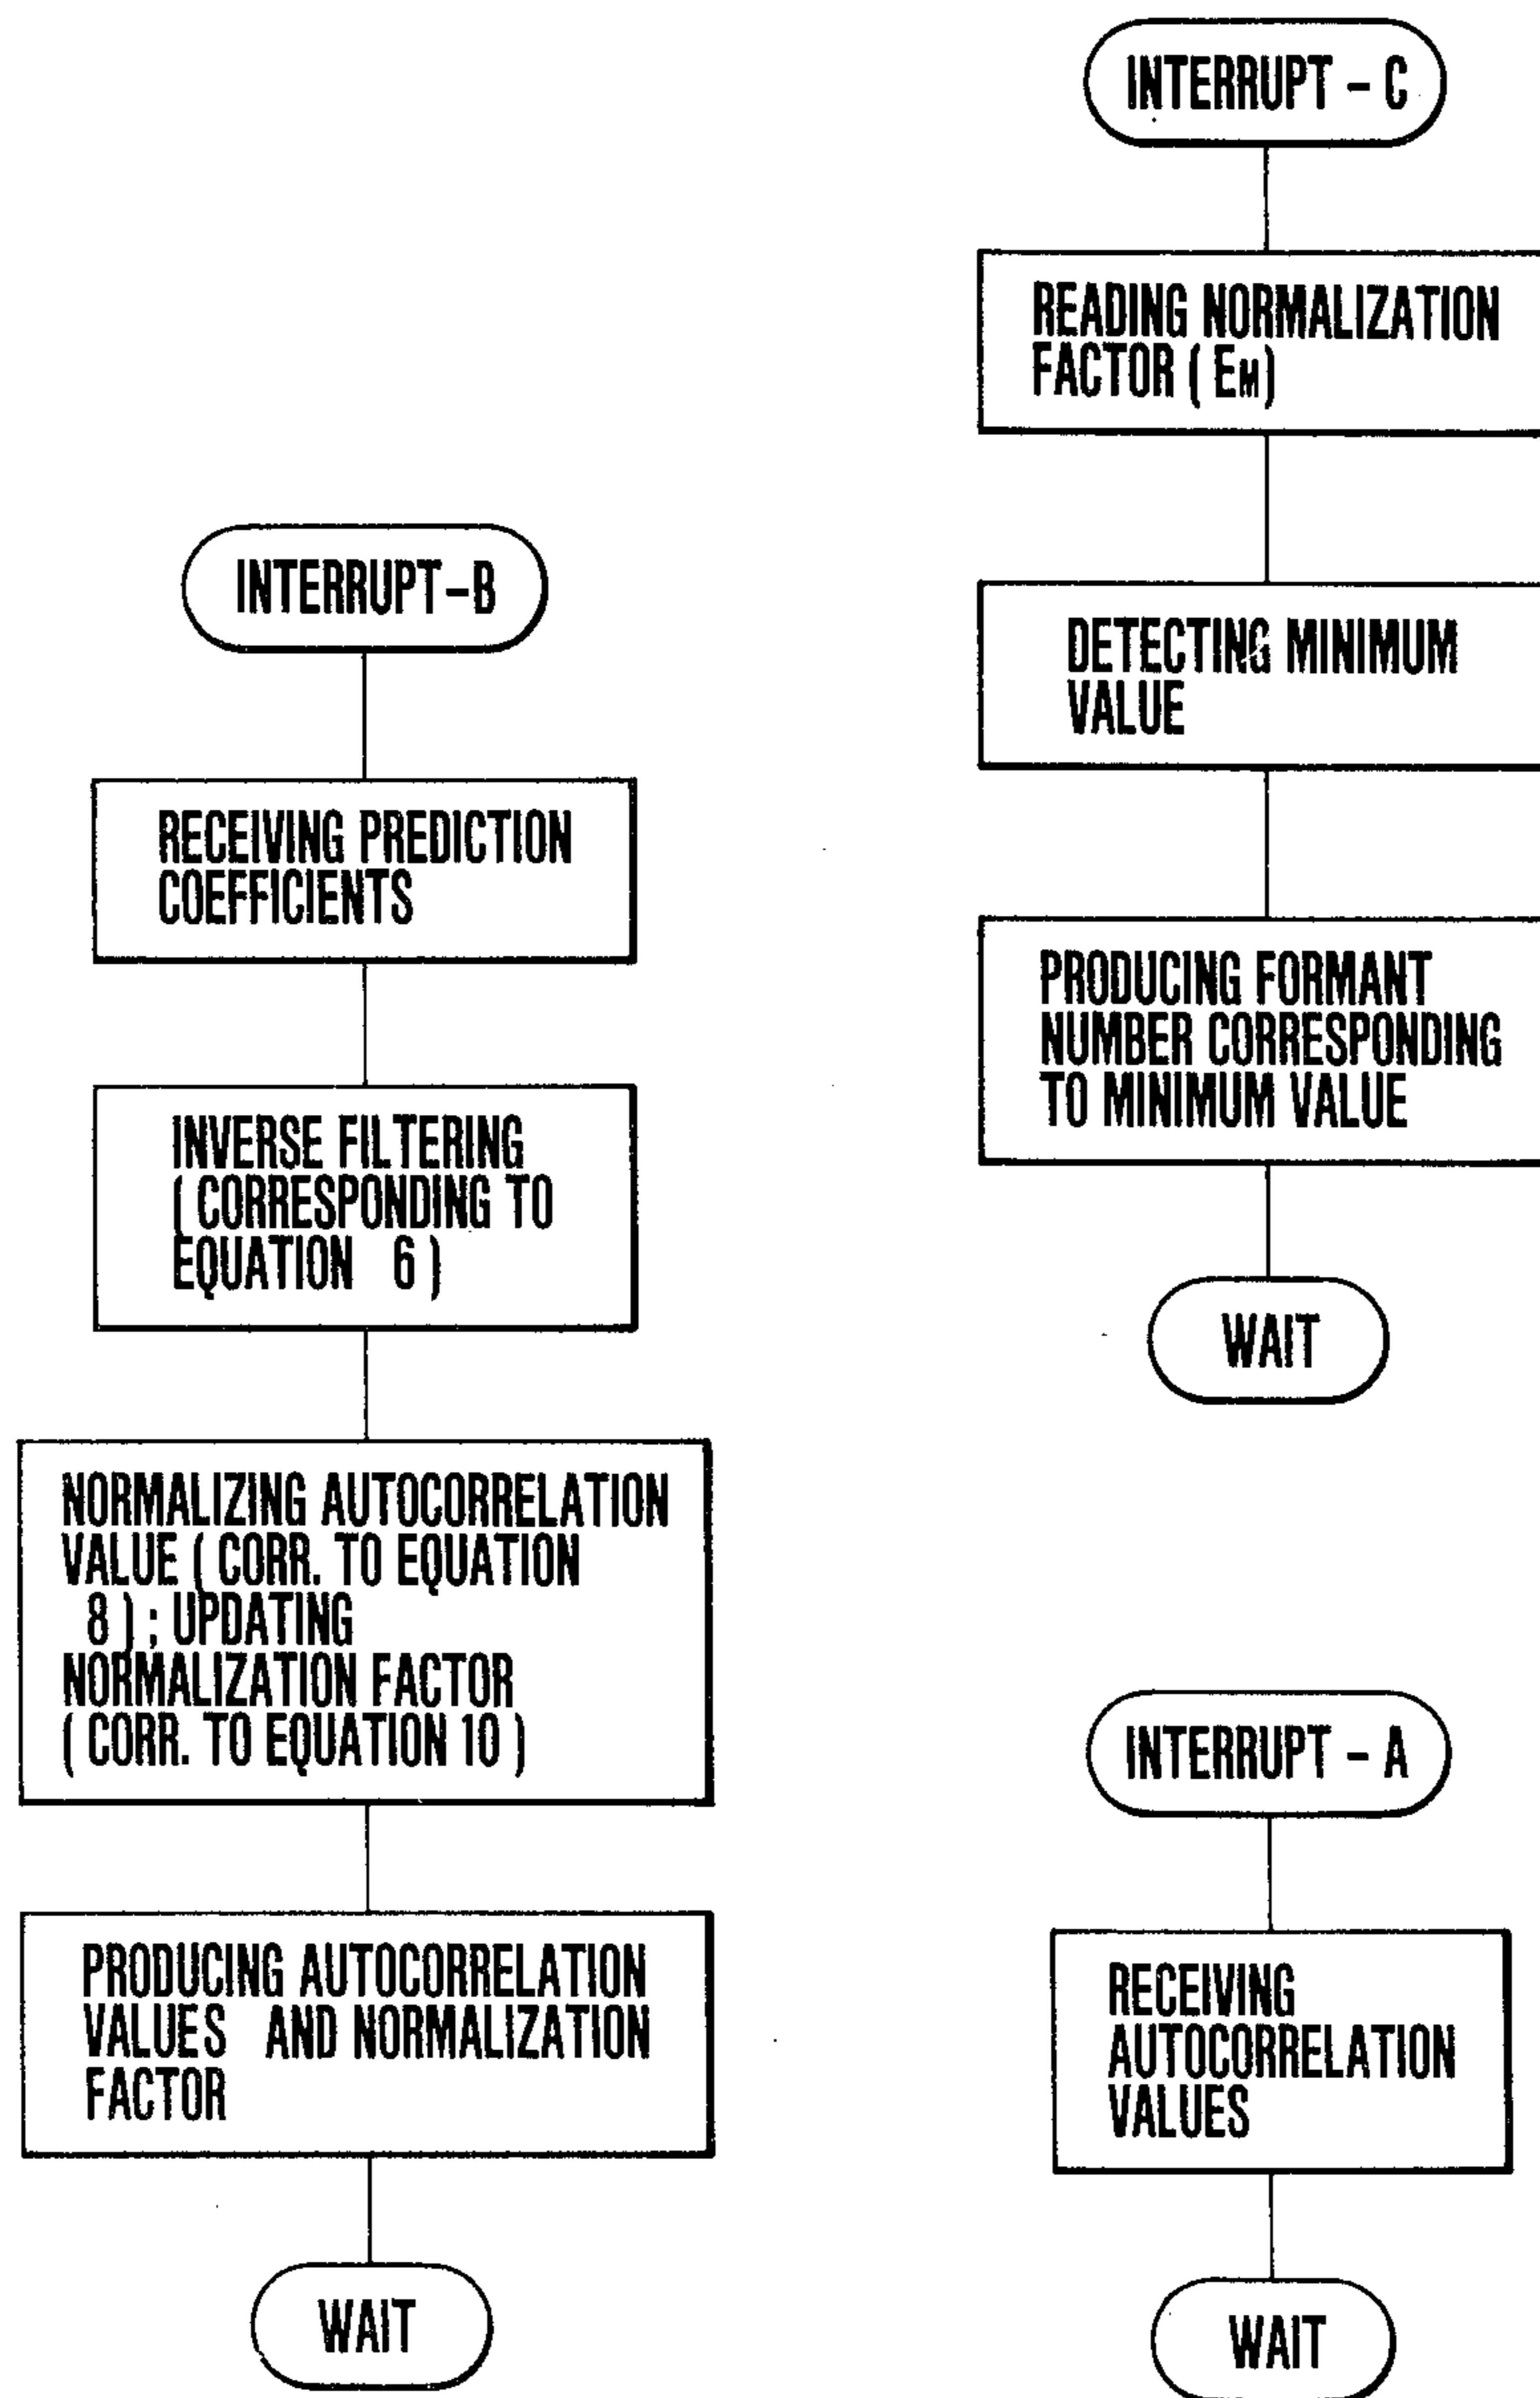 INTERRUPT-B
RECEIVING PREDICTION
COEFFICIENTS
INVERSE FILTERING
(CORRESPONDING TO
EQUATION 6)
NORMALIZING AUTOCORRELATION
VALUE (CORR. TO EQUATION
8); UPDATING
NORMALIZATION FACTOR
(CORR. TO EQUATION 10)
PRODUCING AUTOCORRELATION
VALUES AND NORMALIZATION
FACTOR
WAIT
INTERRUPT - C
READING NORMALIZATION
FACTOR (EM)
DETECTING MINIMUM
VALUE
PRODUCING FORMANT
NUMBER CORRESPONDING
TO MINIMUM VALUE
WAIT
INTERRUPT - A
RECEIVING
AUTOCORRELATION
VALUES
WAIT